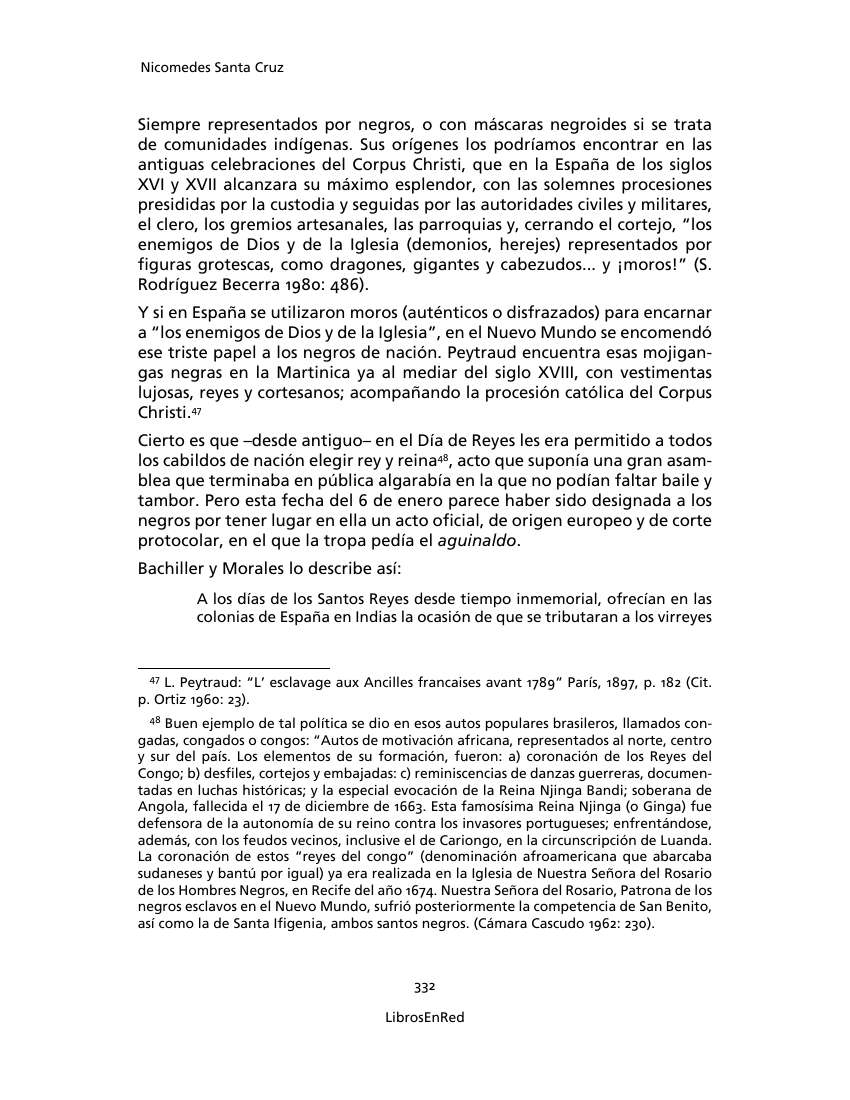 Nicomedes Santa Cruz
Siempre representados por negros, o con máscaras negroides si se trata
de comunidades indígenas. Sus orígenes los podríamos encontrar en las
antiguas celebraciones del Corpus Christi, que en la España de los siglos
XVI y XVII alcanzara su máximo esplendor, con las solemnes procesiones
presididas por la custodia y seguidas por las autoridades civiles y militares,
el clero, los gremios artesanales, las parroquias y, cerrando el cortejo, “los
enemigos de Dios y de la Iglesia (demonios, herejes) representados por
figuras grotescas, como dragones, gigantes y cabezudos... y ¡moros!” (S.
Rodríguez Becerra 1980: 486).
Y si en España se utilizaron moros (auténticos o disfrazados) para encarnar
a “los enemigos de Dios y de la Iglesia”, en el Nuevo Mundo se encomendó
ese triste papel a los negros de nación. Peytraud encuentra esas mojigan-
gas negras en la Martinica ya al mediar del siglo XVIII, con vestimentas
lujosas, reyes y cortesanos; acompañando la procesión católica del Corpus
Christi.47
Cierto es que –desde antiguo– en el Día de Reyes les era permitido a todos
los cabildos de nación elegir rey y reina48, acto que suponía una gran asam-
blea que terminaba en pública algarabía en la que no podían faltar baile y
tambor. Pero esta fecha del 6 de enero parece haber sido designada a los
negros por tener lugar en ella un acto oficial, de origen europeo y de corte
protocolar, en el que la tropa pedía el aguinaldo.
Bachiller y Morales lo describe así:
A los días de los Santos Reyes desde tiempo inmemorial, ofrecían en las
colonias de España en Indias la ocasión de que se tributaran a los virreyes
47 L. Peytraud: “L’ esclavage aux Ancilles francaises avant 1789” París, 1897, p. 182 (Cit.
p. Ortiz 1960: 23).
48 Buen ejemplo de tal política se dio en esos autos populares brasileros, llamados con-
gadas, congados o congos: “Autos de motivación africana, representados al norte, centro
y sur del país. Los elementos de su formación, fueron: a) coronación de los Reyes del
Congo; b) desfiles, cortejos y embajadas: c) reminiscencias de danzas guerreras, documen-
tadas en luchas históricas; y la especial evocación de la Reina Njinga Bandi; soberana de
Angola, fallecida el 17 de diciembre de 1663. Esta famosísima Reina Njinga (o Ginga) fue
defensora de la autonomía de su reino contra los invasores portugueses; enfrentándose,
además, con los feudos vecinos, inclusive el de Cariongo, en la circunscripción de Luanda.
La coronación de estos “reyes del congo” (denominación afroamericana que abarcaba
sudaneses y bantú por igual) ya era realizada en la Iglesia de Nuestra Señora del Rosario
de los Hombres Negros, en Recife del año 1674. Nuestra Señora del Rosario, Patrona de los
negros esclavos en el Nuevo Mundo, sufrió posteriormente la competencia de San Benito,
así como la de Santa Ifigenia, ambos santos negros. (Cámara Cascudo 1962: 230).
332
LibrosEnRed